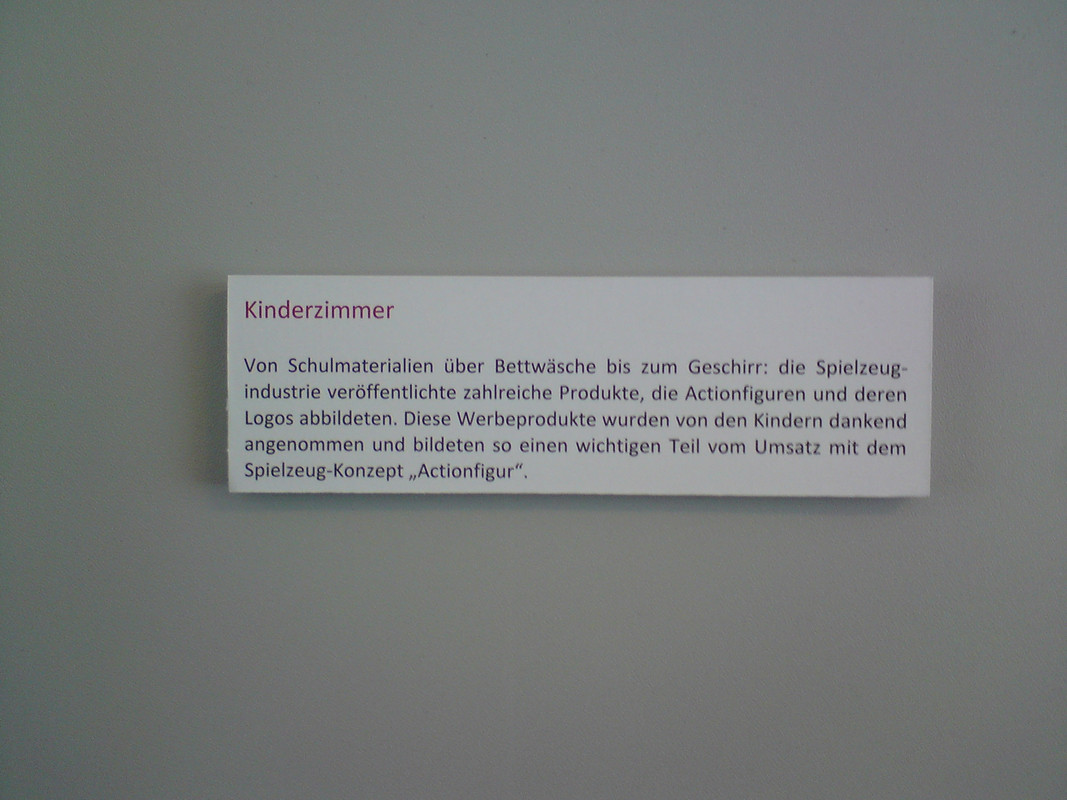 Kinderzimmer
Von Schulmaterialien über Bettwäsche bis zum Geschirr: die Spielzeug-
industrie veröffentlichte zahlreiche Produkte, die Actionfiguren und deren
Logos abbildeten. Diese Werbeprodukte wurden von den Kindern dankend
angenommen und bildeten so einen wichtigen Teil vom Umsatz mit dem
Spielzeug-Konzept „Actionfigur“.